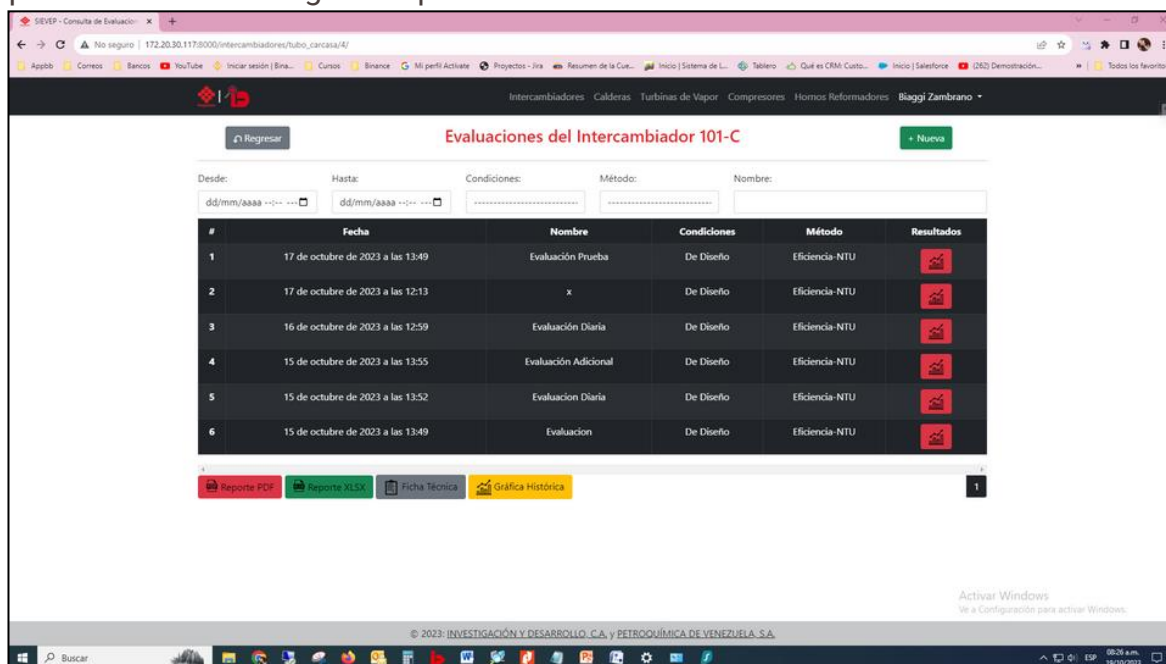 SIEVEP - Consulta de Evaluacion
No seguro | 172.20.30.117:8000/intercambiadores/tubo_carcasa/4/
Appbb Correos Bancos YouTube Iniciar sesión | Bina... Cursos Binance Mi perfil Activate Proyectos - Jira Resumen de la Cue... Inicio | Sistema de L... Tablero Qué es CRM: Custo... Inicio | Salesforce (262) Demostración... » Todos los favorito
Intercambiadores Calderas Turbinas de Vapor Compresores Hornos Reformadores Biaggi Zambrano
Regresar Evaluaciones del Intercambiador 101-C + Nueva
Desde: Hasta: Condiciones: Método: Nombre:
dd/mm/aaaa --:-- --- dd/mm/aaaa --:-- ---
# Fecha Nombre Condiciones Método Resultados
1 17 de octubre de 2023 a las 13:49 Evaluación Prueba De Diseño Eficiencia-NTU
2 17 de octubre de 2023 a las 12:13 x De Diseño Eficiencia-NTU
3 16 de octubre de 2023 a las 12:59 Evaluación Diaria De Diseño Eficiencia-NTU
4 15 de octubre de 2023 a las 13:55 Evaluación Adicional De Diseño Eficiencia-NTU
5 15 de octubre de 2023 a las 13:52 Evaluacion Diaria De Diseño Eficiencia-NTU
6 15 de octubre de 2023 a las 13:49 Evaluacion De Diseño Eficiencia-NTU
Reporte PDF Reporte XLSX Ficha Técnica Gráfica Histórica 1
Activar Windows
Ve a Configuración para activar Windows.
© 2023: INVESTIGACIÓN Y DESARROLLO, C.A. y PETROQUÍMICA DE VENEZUELA, S.A.
Buscar ESP 08:26 a.m.
18/10/2023